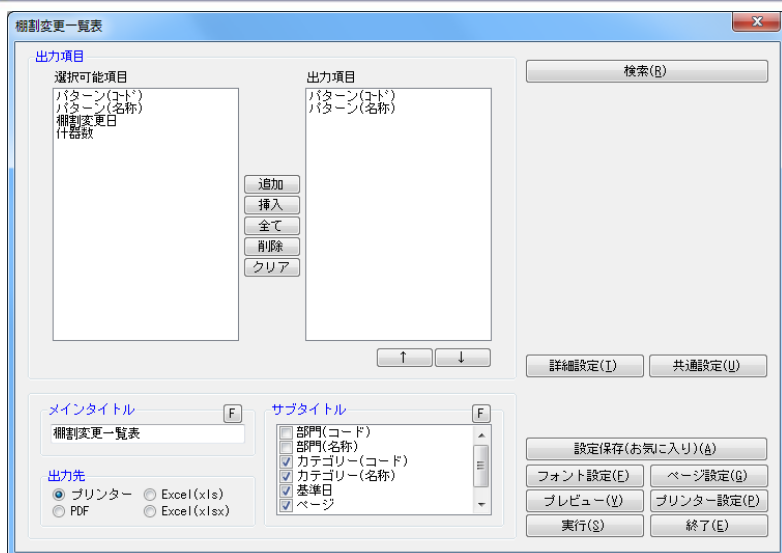 棚割変更一覧表
出力項目
選択可能項目
パターン(コード)
パターン(名称)
棚割変更日
什器数
追加
挿入
全て
削除
クリア
出力項目
パターン(コード)
パターン(名称)
↑ ↓
検索(R)
詳細設定(T) 共通設定(U)
メインタイトル F
棚割変更一覧表
出力先
プリンター Excel(xls)
PDF Excel(xlsx)
サブタイトル F
部門(コード)
部門(名称)
カテゴリー(コード)
カテゴリー(名称)
基準日
ページ
設定保存(お気に入り)(A)
フォント設定(F) ページ設定(G)
プレビュー(V) プリンター設定(P)
実行(S) 終了(E)